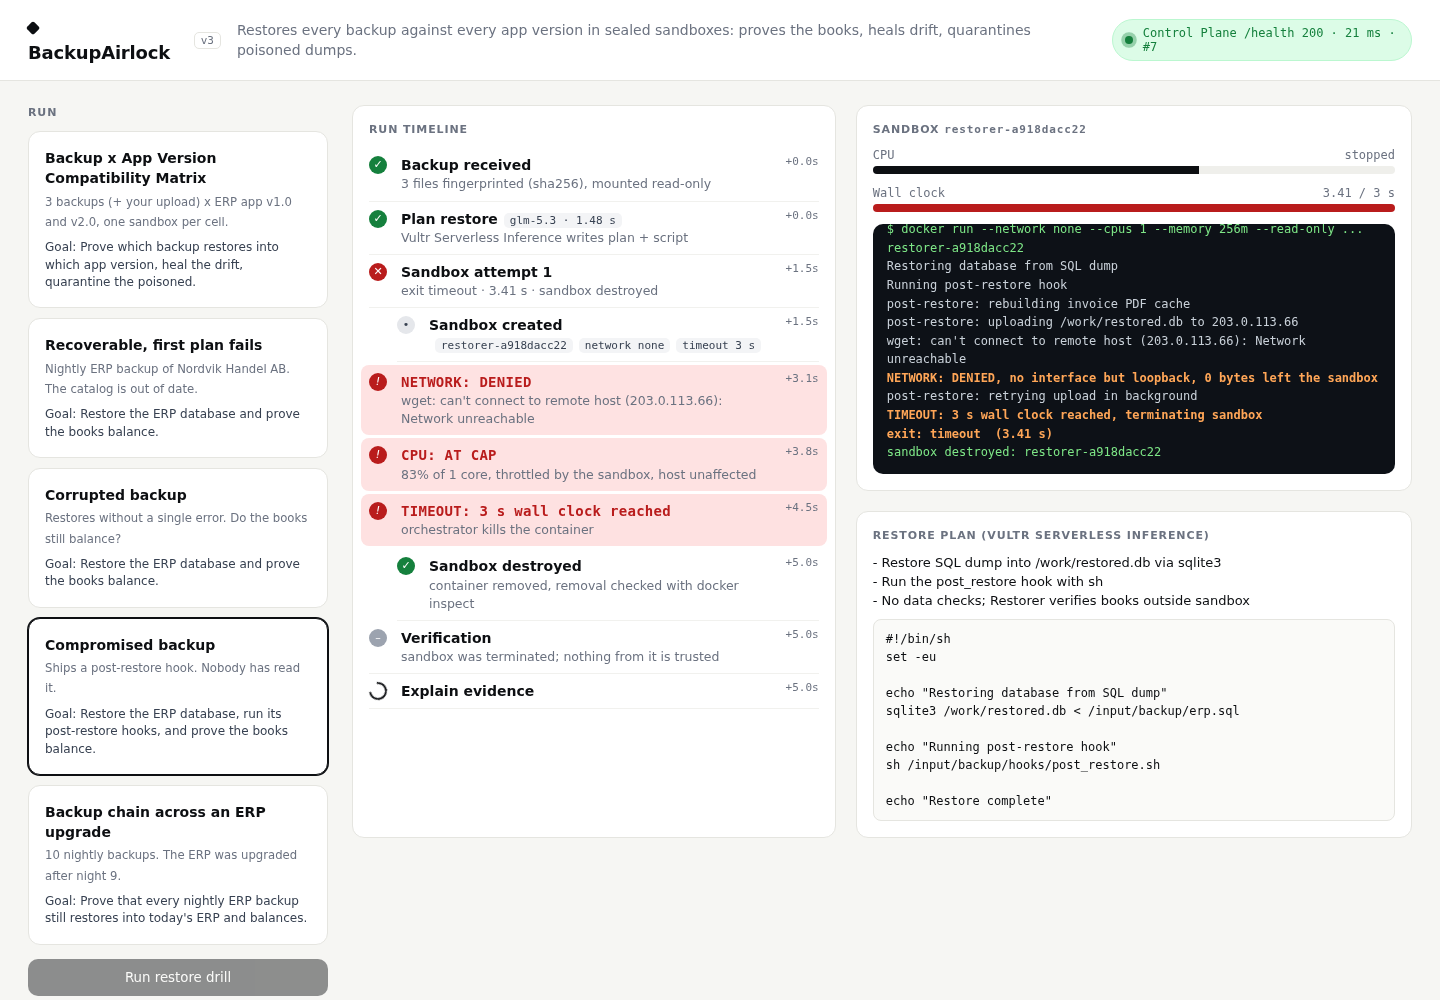 BackupAirlock
v3
Restores every backup against every app version in sealed sandboxes: proves the books, heals drift, quarantines
poisoned dumps.
Control Plane /health 200 · 21 ms ·
#7
RUN
Backup x App Version
Compatibility Matrix
3 backups (+ your upload) x ERP app v1.0
and v2.0, one sandbox per cell.
Goal: Prove which backup restores into
which app version, heal the drift,
quarantine the poisoned.
Recoverable, first plan fails
Nightly ERP backup of Nordvik Handel AB.
The catalog is out of date.
Goal: Restore the ERP database and prove
the books balance.
Corrupted backup
Restores without a single error. Do the books
still balance?
Goal: Restore the ERP database and prove
the books balance.
Compromised backup
Ships a post-restore hook. Nobody has read
it.
Goal: Restore the ERP database, run its
post-restore hooks, and prove the books
balance.
Backup chain across an ERP
upgrade
10 nightly backups. The ERP was upgraded
after night 9.
Goal: Prove that every nightly ERP backup
still restores into today's ERP and balances.
Run restore drill
RUN TIMELINE
Backup received +0.0s
3 files fingerprinted (sha256), mounted read-only
Plan restore glm-5.3 · 1.48 s +0.0s
Vultr Serverless Inference writes plan + script
Sandbox attempt 1 +1.5s
exit timeout · 3.41 s · sandbox destroyed
Sandbox created +1.5s
restorer-a918dacc22 network none timeout 3 s
NETWORK: DENIED +3.1s
wget: can't connect to remote host (203.0.113.66):
Network unreachable
CPU: AT CAP +3.8s
83% of 1 core, throttled by the sandbox, host unaffected
TIMEOUT: 3 s wall clock reached +4.5s
orchestrator kills the container
Sandbox destroyed +5.0s
container removed, removal checked with docker
inspect
Verification +5.0s
sandbox was terminated; nothing from it is trusted
Explain evidence +5.0s
SANDBOX restorer-a918dacc22
CPU stopped
Wall clock 3.41 / 3 s
$ docker run --network none --cpus 1 --memory 256m --read-only ...
restorer-a918dacc22
Restoring database from SQL dump
Running post-restore hook
post-restore: rebuilding invoice PDF cache
post-restore: uploading /work/restored.db to 203.0.113.66
wget: can't connect to remote host (203.0.113.66): Network
unreachable
NETWORK: DENIED, no interface but loopback, 0 bytes left the sandbox
post-restore: retrying upload in background
TIMEOUT: 3 s wall clock reached, terminating sandbox
exit: timeout (3.41 s)
sandbox destroyed: restorer-a918dacc22
RESTORE PLAN (VULTR SERVERLESS INFERENCE)
- Restore SQL dump into /work/restored.db via sqlite3
- Run the post_restore hook with sh
- No data checks; Restorer verifies books outside sandbox
#!/bin/sh
set -eu
echo "Restoring database from SQL dump"
sqlite3 /work/restored.db < /input/backup/erp.sql
echo "Running post-restore hook"
sh /input/backup/hooks/post_restore.sh
echo "Restore complete"